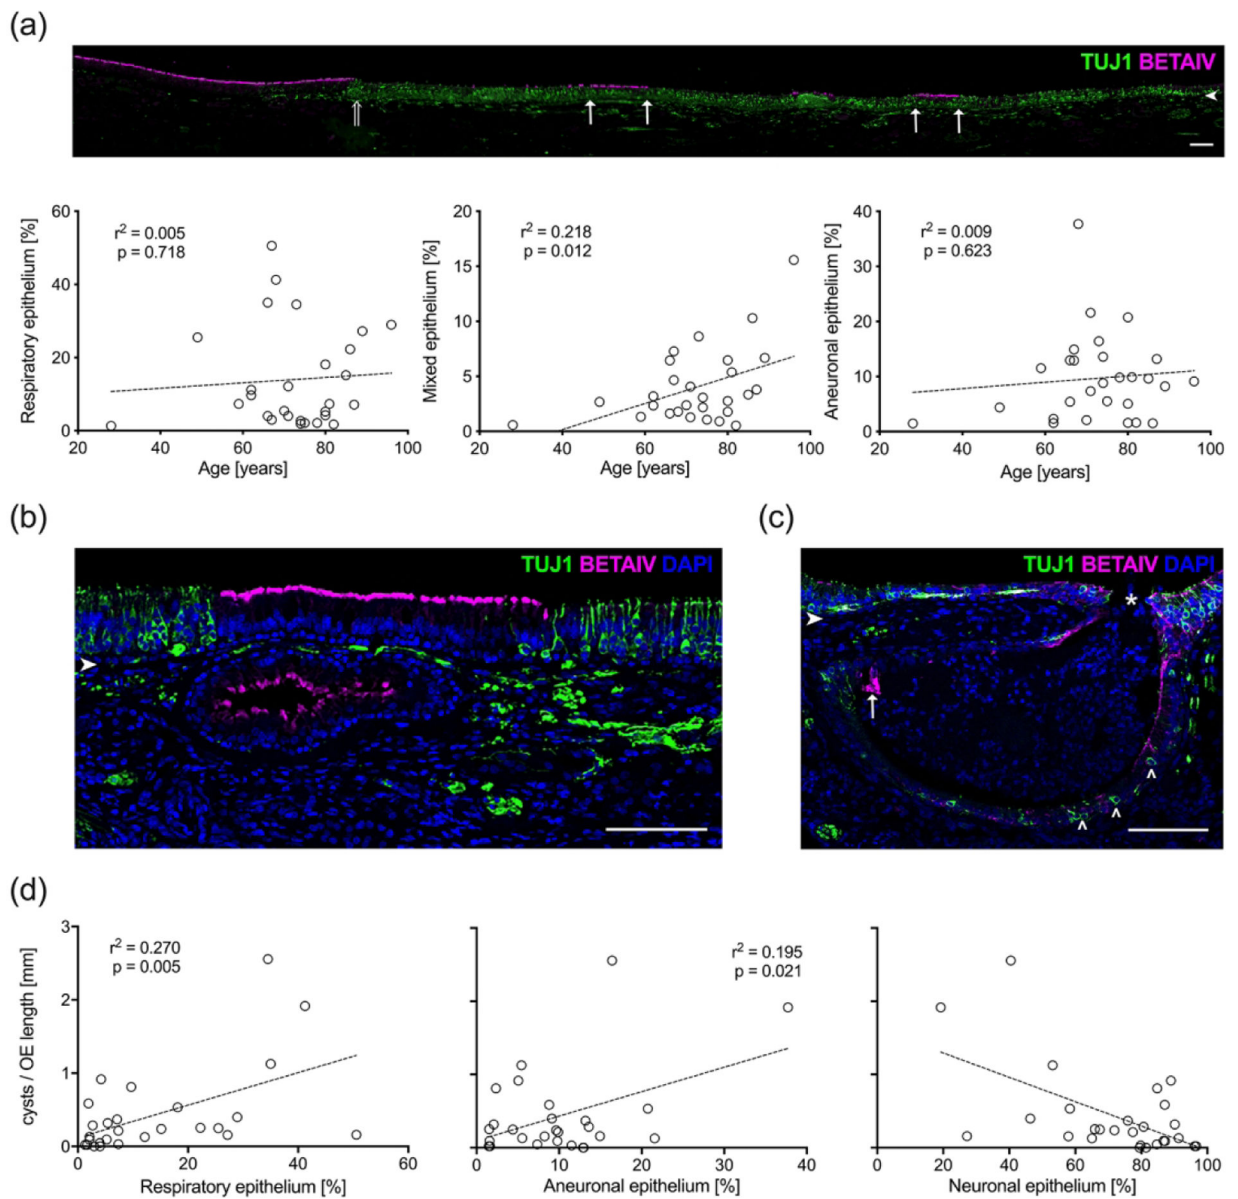 (a)
TUJ1 BETAIV
60
40
20
0
Respiratory epithelium [%]
r² = 0.005
p = 0.718
20 40 60 80 100
Age [years]
20
15
10
5
0
Mixed epithelium [%]
r² = 0.218
p = 0.012
20 40 60 80 100
Age [years]
40
30
20
10
0
Aneuronal epithelium [%]
r² = 0.009
p = 0.623
20 40 60 80 100
Age [years]
(b)
TUJ1 BETAIV DAPI
(c)
TUJ1 BETAIV DAPI
*
^
^
^
(d)
3
2
1
0
cysts / OE length [mm]
r² = 0.270
p = 0.005
0 20 40 60
Respiratory epithelium [%]
r² = 0.195
p = 0.021
0 10 20 30 40
Aneuronal epithelium [%]
0 20 40 60 80 100
Neuronal epithelium [%]